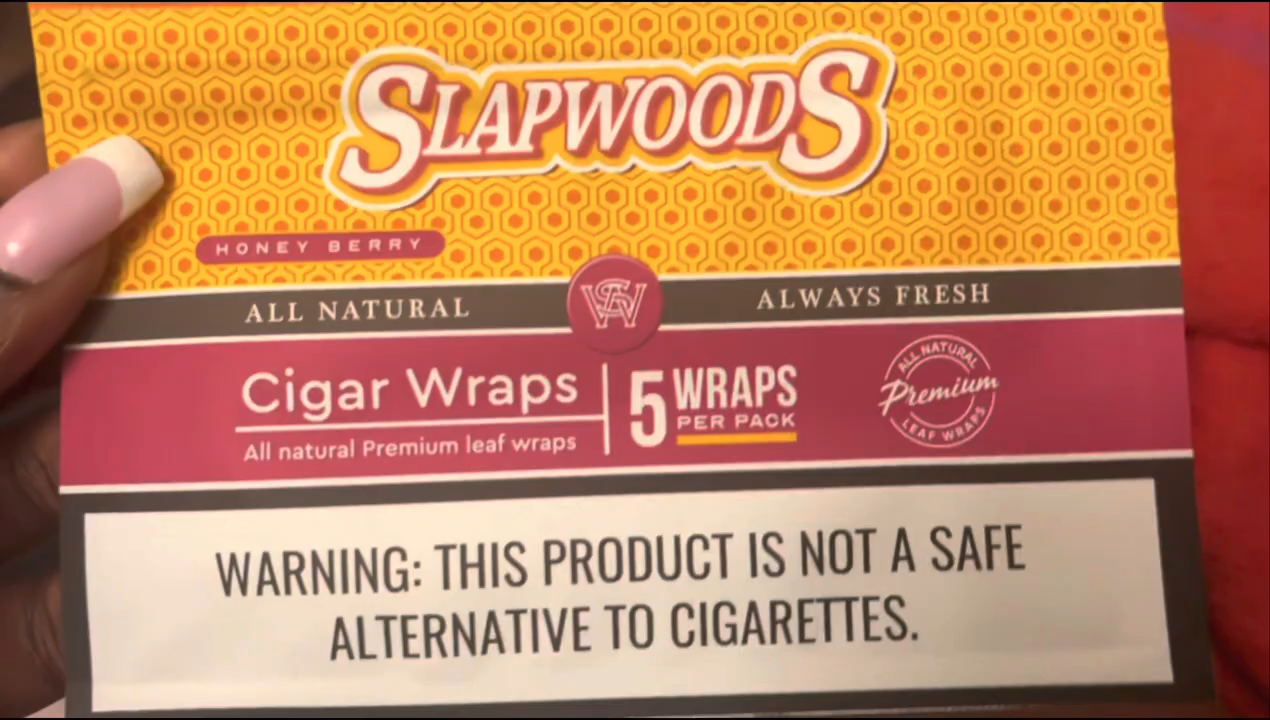 SLAPWOODS
HONEY BERRY
ALL NATURAL
ALWAYS FRESH
Cigar Wraps
All natural Premium leaf wraps
5 WRAPS
PER PACK
ALL NATURAL
Premium
LEAF WRAPS
WARNING: THIS PRODUCT IS NOT A SAFE
ALTERNATIVE TO CIGARETTES.